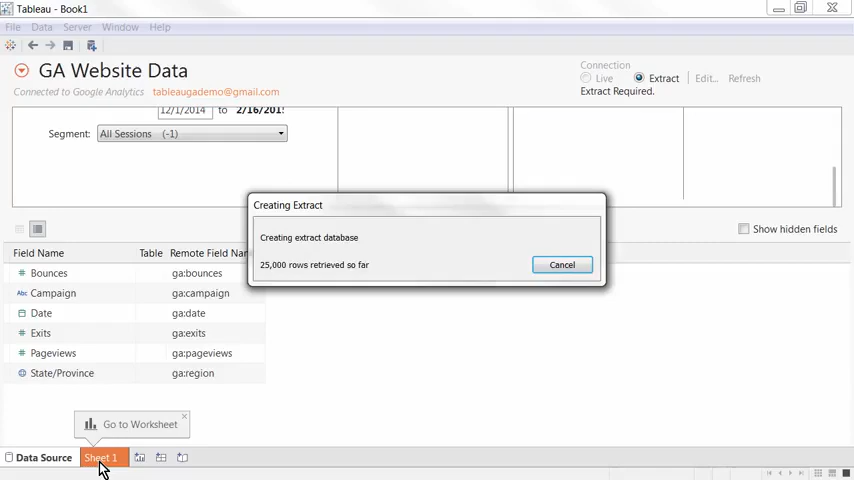 Tableau - Book1
File Data Server Window Help
GA Website Data
Connected to Google Analytics tableaugademo@gmail.com
Connection
Live Extract Edit... Refresh
Extract Required.
12/1/2014 to
Segment: All Sessions (-1)
Creating Extract
Creating extract database
25,000 rows retrieved so far
Cancel
Show hidden fields
Field Name Table Remote Field
# Bounces ga:bounces
Abc Campaign ga:campaign
Date ga:date
# Exits ga:exits
# Pageviews ga:pageviews
State/Province ga:region
Go to Worksheet
Data Source Sheet 1